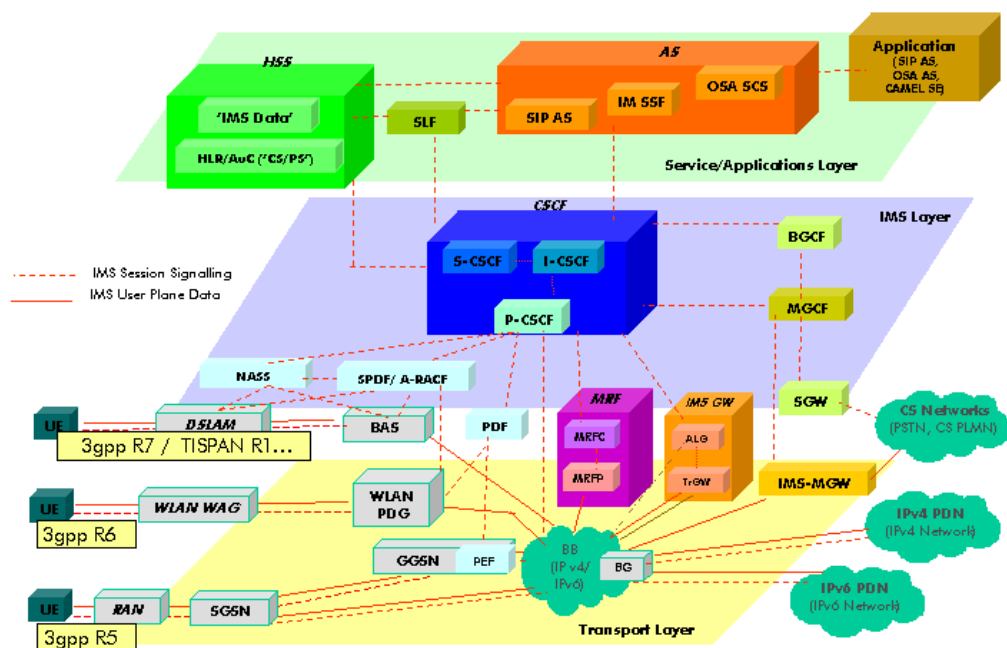 HSS
'IMS Data'
HLR/AuC ('CS/PS')
SLF
AS
SIP AS
IM SSF
OSA SCS
Application
(SIP AS,
OSA AS,
CAMEL SE)
Service/Applications Layer
CSCF
S-CSCF
I-CSCF
P-CSCF
IMS Layer
BGCF
MGCF
SGW
IMS Session Signalling
IMS User Plane Data
NASS
SPDF/ A-RACF
UE
DSLAM
BAS
PDF
3gpp R7 / TISPAN R1...
MRF
MRFC
MRFP
IMS GW
ALG
TrGW
IMS-MGW
CS Networks
(PSTN, CS PLMN)
UE
WLAN WAG
WLAN
PDG
3gpp R6
GGSN
PEF
BB
(IP v4/
IPv6)
BG
IPv4 PDN
(IPv4 Network)
IPv6 PDN
(IPv6 Network)
UE
RAN
SGSN
3gpp R5
Transport Layer